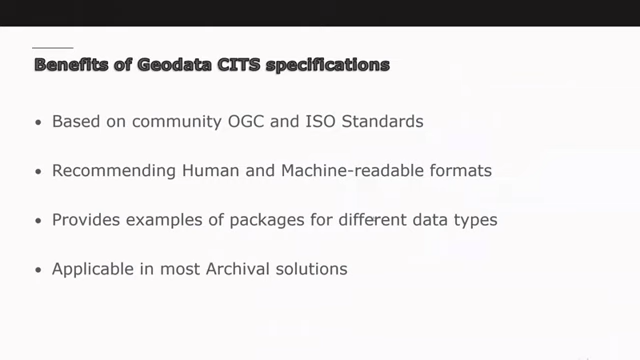 Benefits of Geodata CITS specifications
• Based on community OGC and ISO Standards
• Recommending Human and Machine-readable formats
• Provides examples of packages for different data types
• Applicable in most Archival solutions